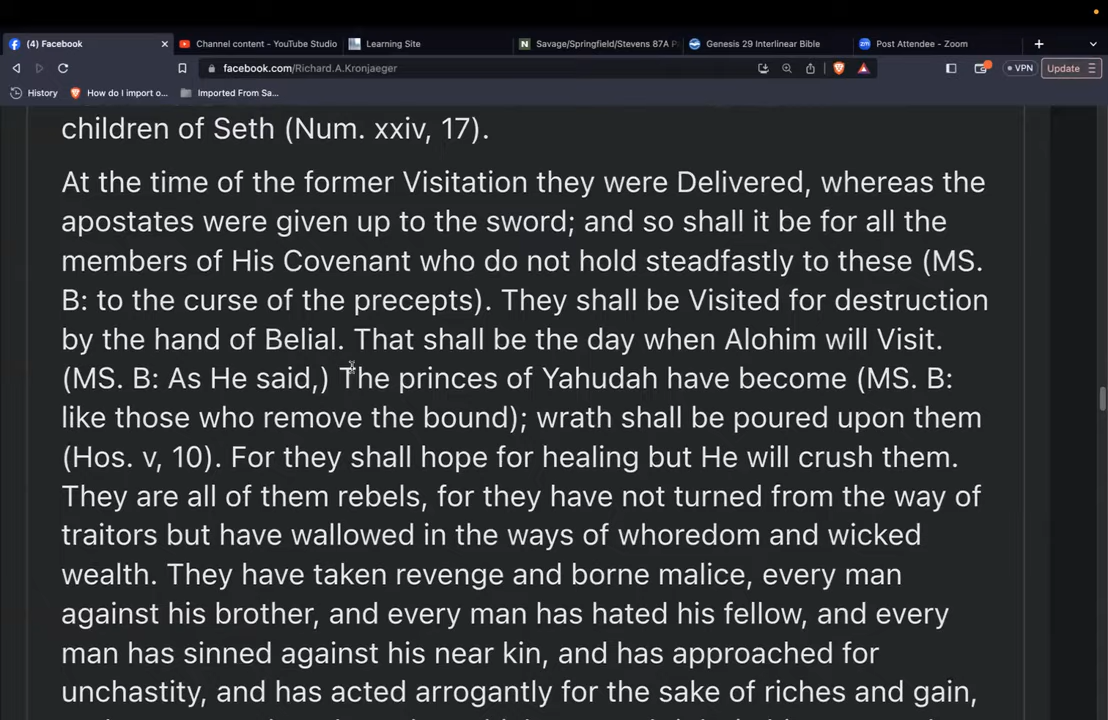 (4) Facebook
Channel content - YouTube Studio
Learning Site
Savage/Springfield/Stevens 87A P
Genesis 29 Interlinear Bible
Post Attendee - Zoom
facebook.com/Richard.A.Kronjaeger
VPN
Update
History
How do I import o...
Imported From Sa...
children of Seth (Num. xxiv, 17).
At the time of the former Visitation they were Delivered, whereas the
apostates were given up to the sword; and so shall it be for all the
members of His Covenant who do not hold steadfastly to these (MS.
B: to the curse of the precepts). They shall be Visited for destruction
by the hand of Belial. That shall be the day when Alohim will Visit.
(MS. B: As He said,) The princes of Yahudah have become (MS. B:
like those who remove the bound); wrath shall be poured upon them
(Hos. v, 10). For they shall hope for healing but He will crush them.
They are all of them rebels, for they have not turned from the way of
traitors but have wallowed in the ways of whoredom and wicked
wealth. They have taken revenge and borne malice, every man
against his brother, and every man has hated his fellow, and every
man has sinned against his near kin, and has approached for
unchastity, and has acted arrogantly for the sake of riches and gain,